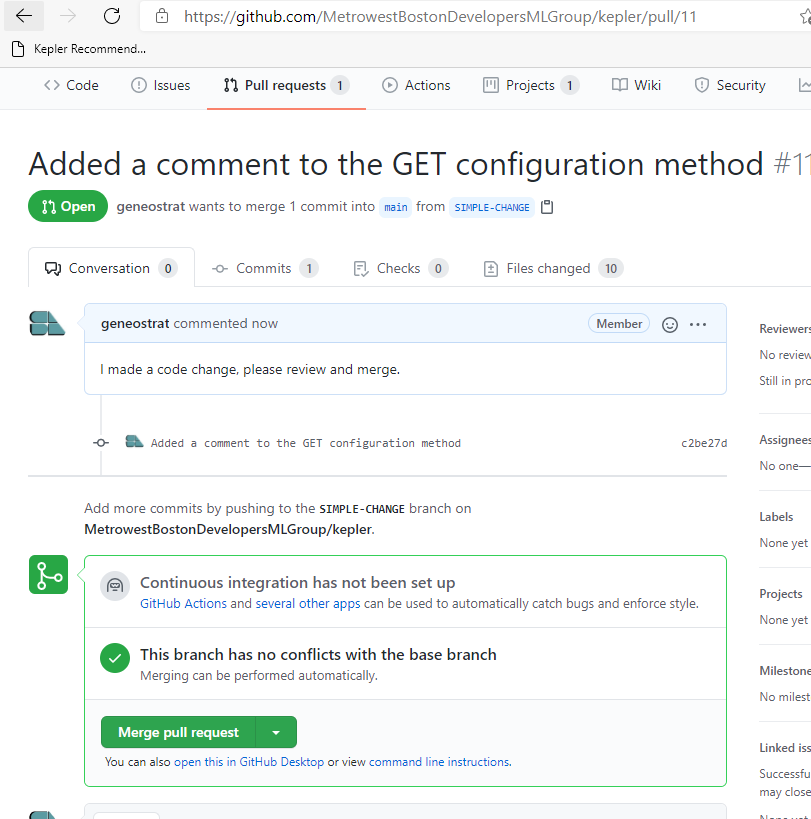 https://github.com/MetrowestBostonDevelopersMLGroup/kepler/pull/11
Kepler Recommend...
Code Issues Pull requests 1 Actions Projects 1 Wiki Security
Added a comment to the GET configuration method #11
Open geneostrat wants to merge 1 commit into main from SIMPLE-CHANGE
Conversation 0 Commits 1 Checks 0 Files changed 10
geneostrat commented now Member
I made a code change, please review and merge.
Added a comment to the GET configuration method c2be27d
Add more commits by pushing to the SIMPLE-CHANGE branch on
MetrowestBostonDevelopersMLGroup/kepler.
Continuous integration has not been set up
GitHub Actions and several other apps can be used to automatically catch bugs and enforce style.
This branch has no conflicts with the base branch
Merging can be performed automatically.
Merge pull request
You can also open this in GitHub Desktop or view command line instructions.
Reviewers
No review
Still in pro
Assignees
No one—
Labels
None yet
Projects
None yet
Milestone
No milest
Linked iss
Successfu
may close